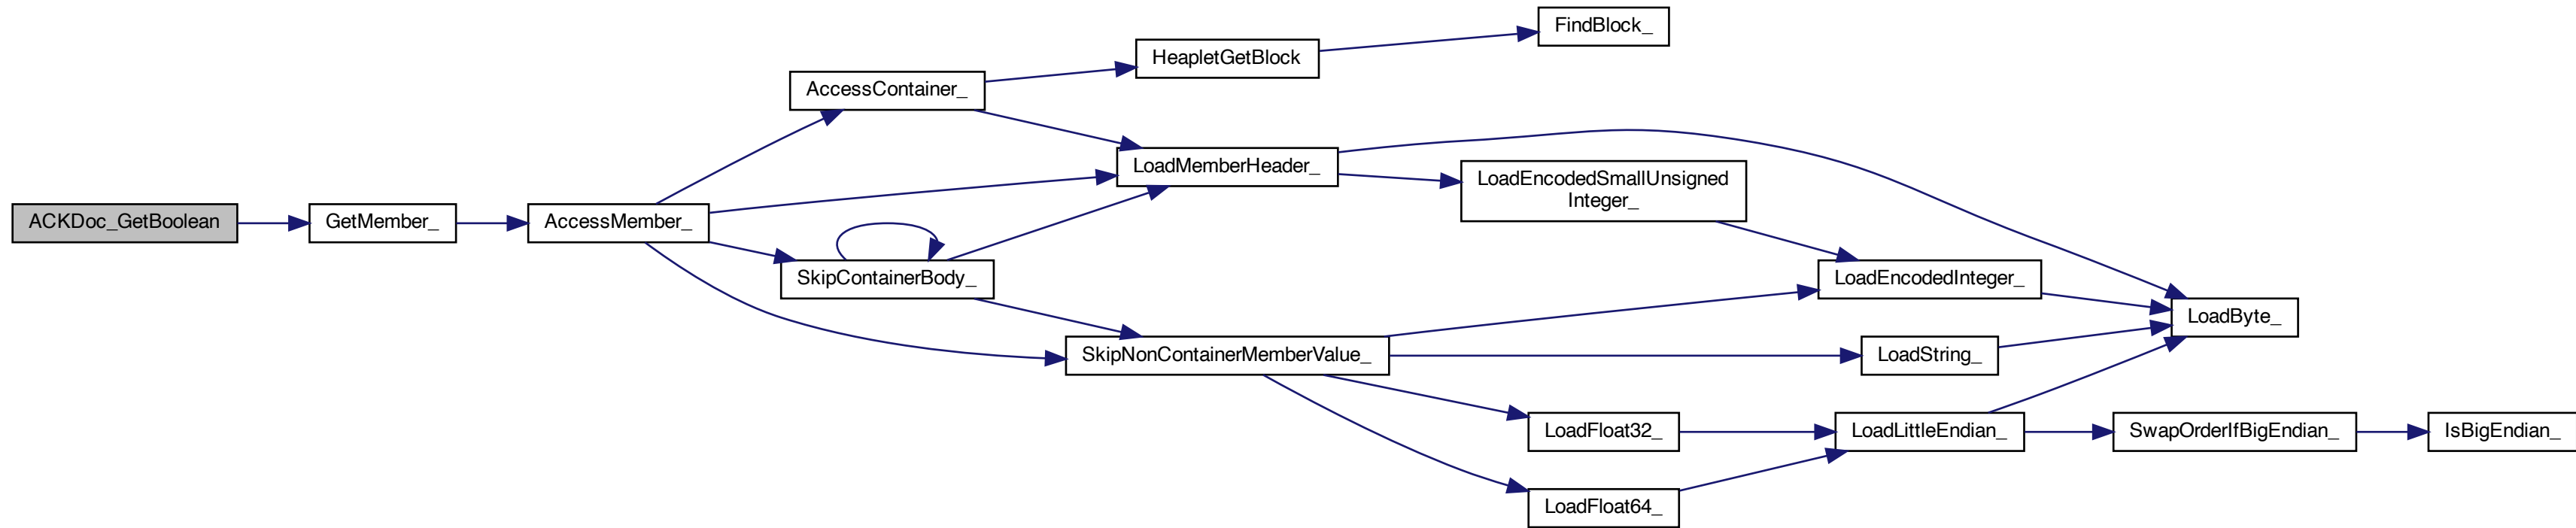 FindBlock_
HeapletGetBlock
AccessContainer_
LoadMemberHeader_
LoadEncodedSmallUnsigned
Integer_
ACKDoc_GetBoolean
GetMember_
AccessMember_
SkipContainerBody_
LoadEncodedInteger_
LoadByte_
SkipNonContainerMemberValue_
LoadString_
LoadFloat32_
LoadLittleEndian_
SwapOrderIfBigEndian_
IsBigEndian_
LoadFloat64_